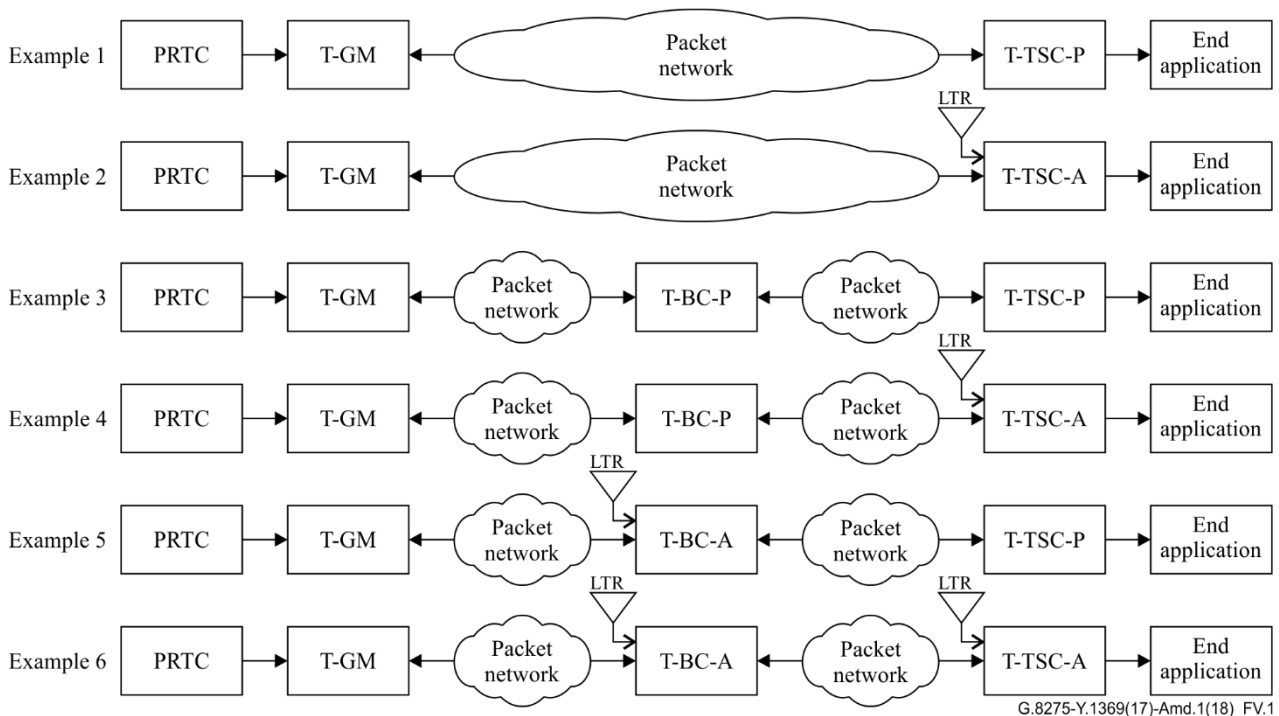 Example 1
PRTC
T-GM
Packet
network
T-TSC-P
End
application
Example 2
PRTC
T-GM
Packet
network
LTR
T-TSC-A
End
application
Example 3
PRTC
T-GM
Packet
network
T-BC-P
Packet
network
T-TSC-P
End
application
Example 4
PRTC
T-GM
Packet
network
T-BC-P
Packet
network
LTR
T-TSC-A
End
application
Example 5
PRTC
T-GM
Packet
network
LTR
T-BC-A
Packet
network
T-TSC-P
End
application
Example 6
PRTC
T-GM
Packet
network
LTR
T-BC-A
Packet
network
LTR
T-TSC-A
End
application
G.8275-Y.1369(17)-Amd.1(18)_FV.1